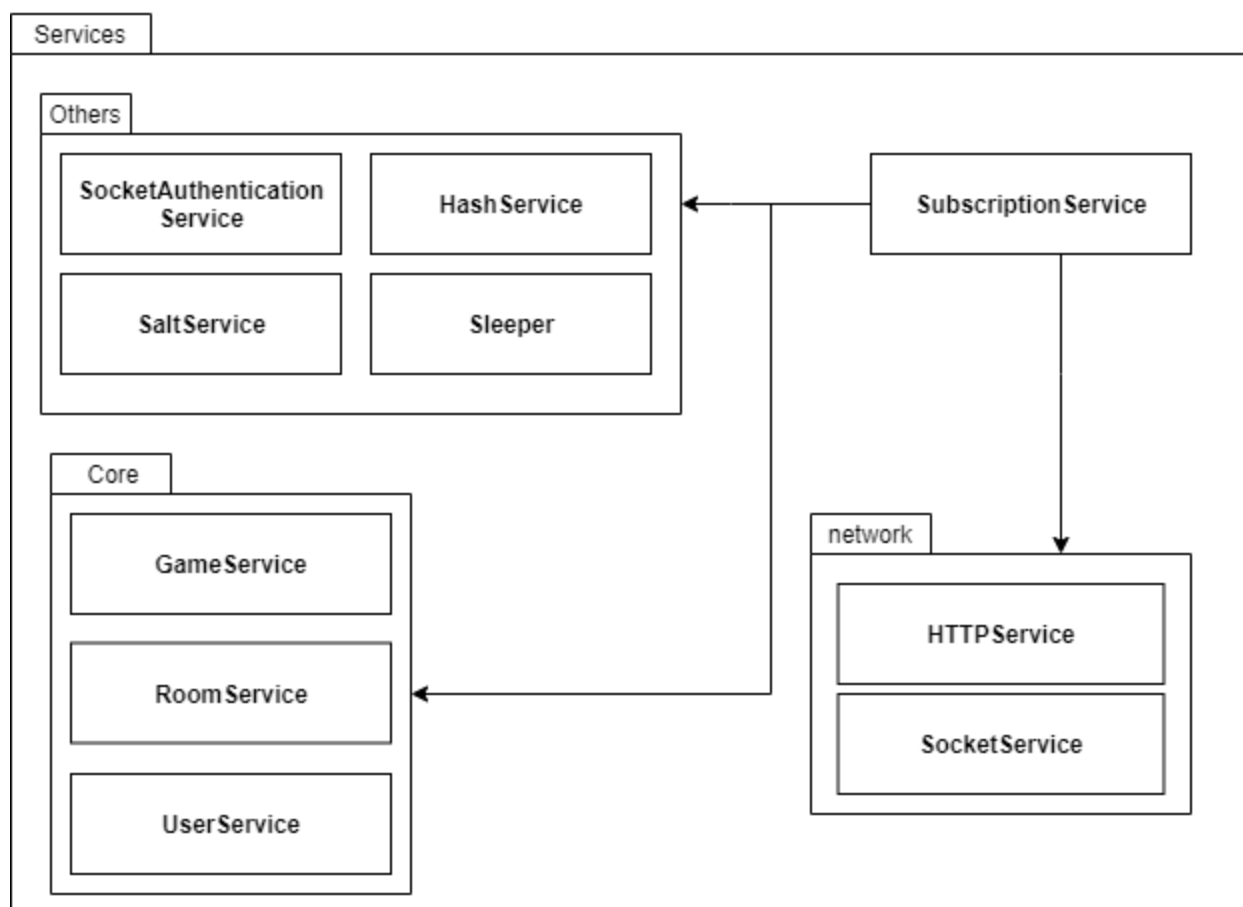 Services
Others
SocketAuthentication
Service
HashService
SubscriptionService
SaltService
Sleeper
Core
GameService
RoomService
UserService
network
HTTPService
SocketService